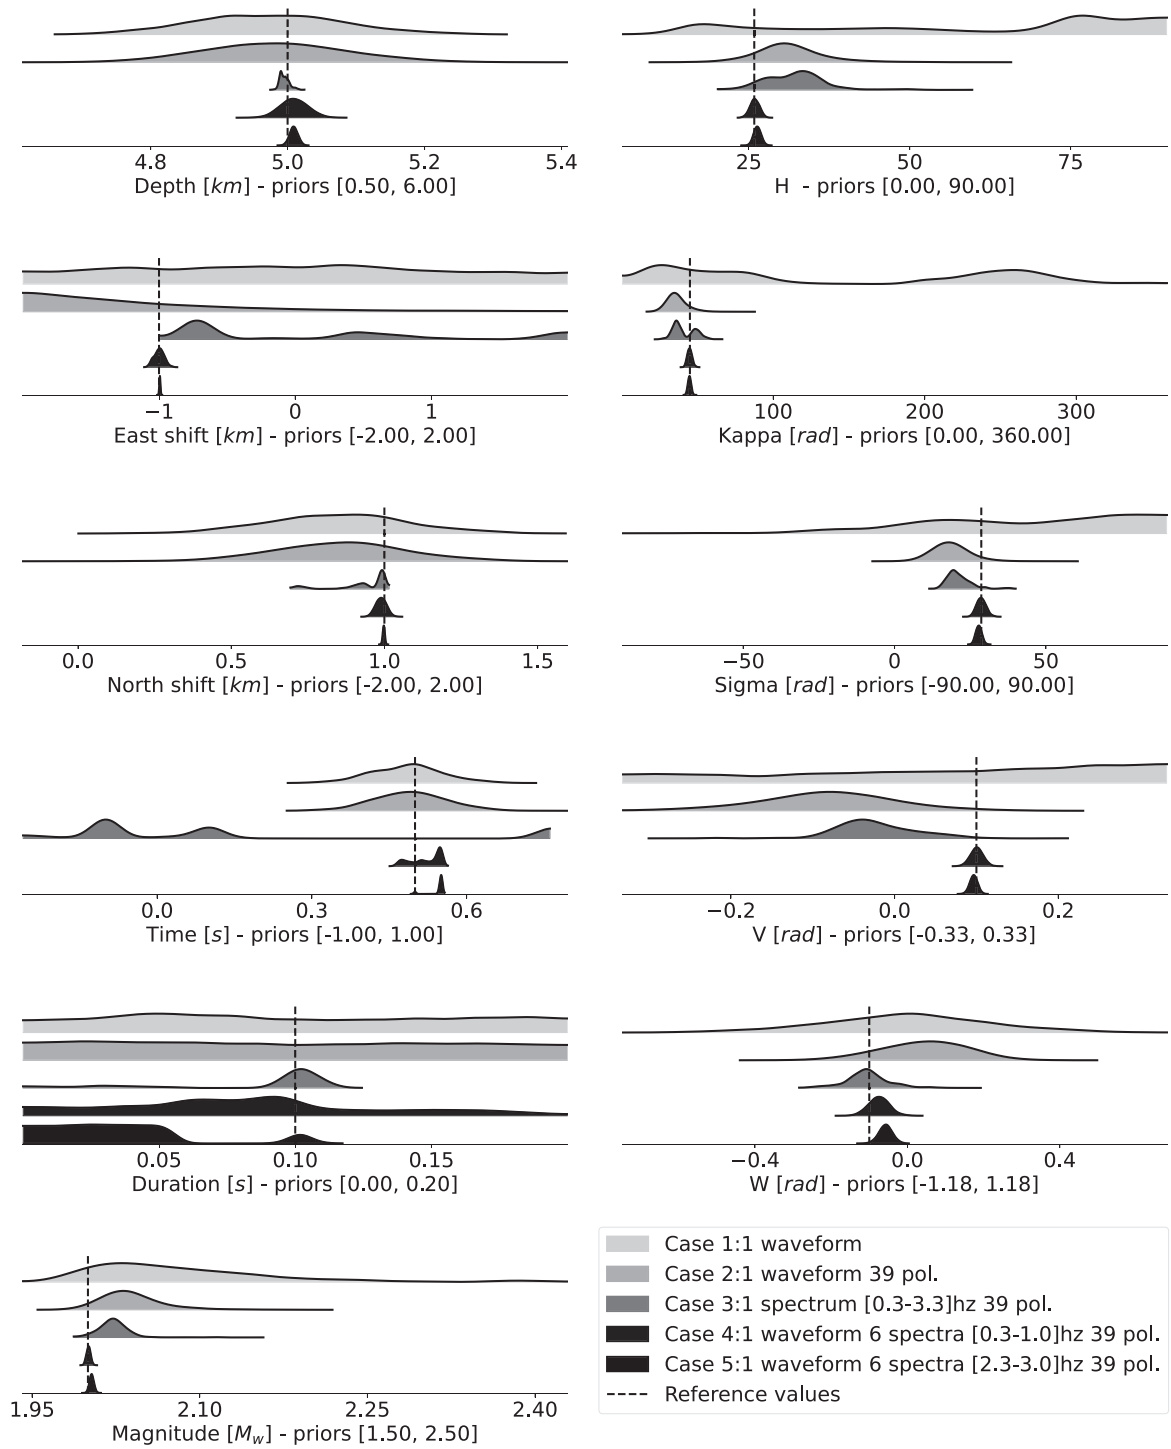 4.8 5.0 5.2 5.4
Depth [km] - priors [0.50, 6.00]
25 50 75
H - priors [0.00, 90.00]
−1 0 1
East shift [km] - priors [-2.00, 2.00]
100 200 300
Kappa [rad] - priors [0.00, 360.00]
0.0 0.5 1.0 1.5
North shift [km] - priors [-2.00, 2.00]
−50 0 50
Sigma [rad] - priors [-90.00, 90.00]
0.0 0.3 0.6
Time [s] - priors [-1.00, 1.00]
−0.2 0.0 0.2
V [rad] - priors [-0.33, 0.33]
0.05 0.10 0.15
Duration [s] - priors [0.00, 0.20]
−0.4 0.0 0.4
W [rad] - priors [-1.18, 1.18]
1.95 2.10 2.25 2.40
Magnitude [Mw] - priors [1.50, 2.50]
Case 1:1 waveform
Case 2:1 waveform 39 pol.
Case 3:1 spectrum [0.3-3.3]hz 39 pol.
Case 4:1 waveform 6 spectra [0.3-1.0]hz 39 pol.
Case 5:1 waveform 6 spectra [2.3-3.0]hz 39 pol.
Reference values